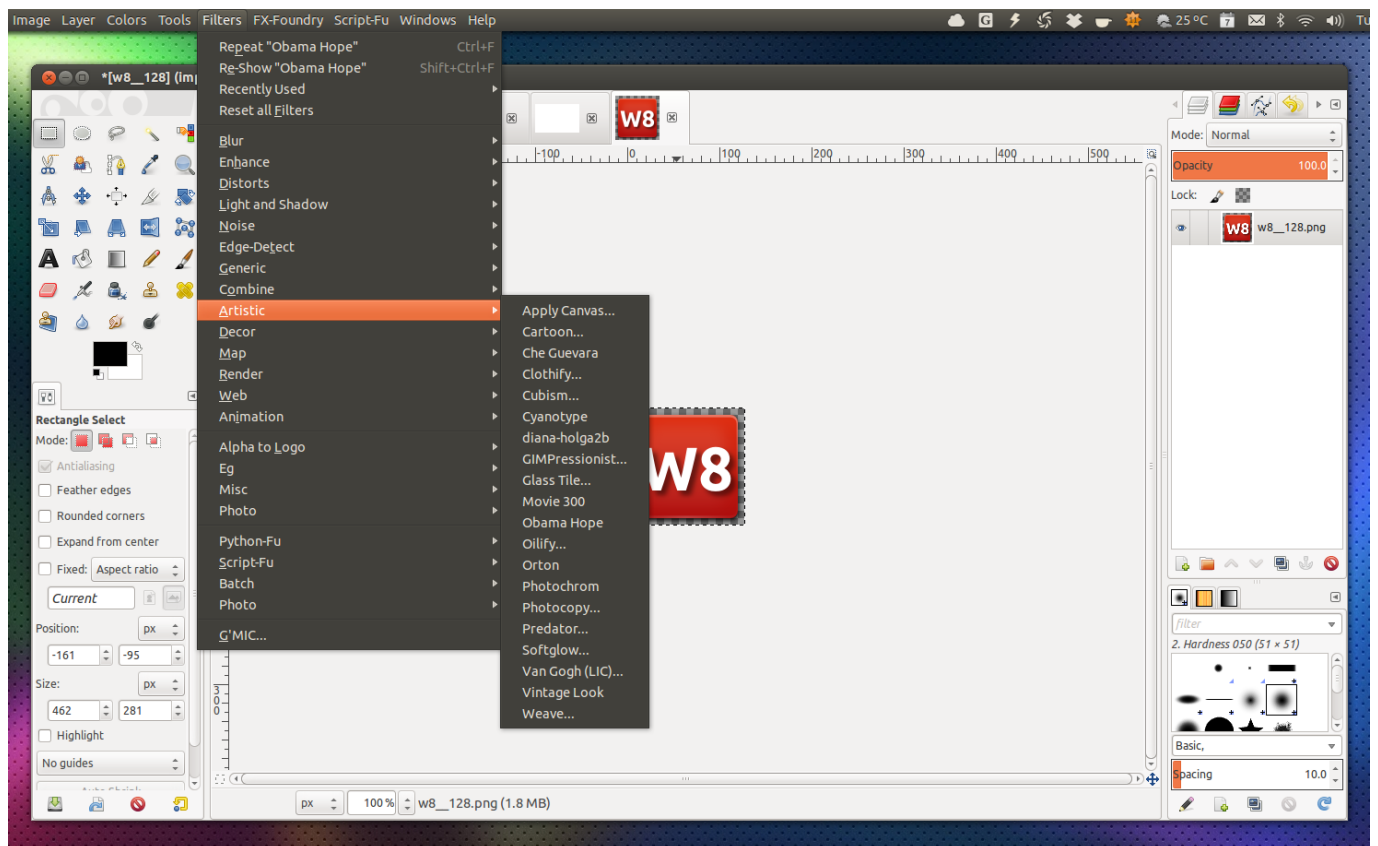 Image Layer Colors Tools Filters FX-Foundry Script-Fu Windows Help
G 25 °C 7 Tu
*[w8__128] (imp
Repeat "Obama Hope" Ctrl+F
Re-Show "Obama Hope" Shift+Ctrl+F
Recently Used
Reset all Filters
Blur
Enhance
Distorts
Light and Shadow
Noise
Edge-Detect
Generic
Combine
Artistic
Decor
Map
Render
Web
Animation
Alpha to Logo
Eg
Misc
Photo
Python-Fu
Script-Fu
Batch
Photo
G'MIC...
Apply Canvas...
Cartoon...
Che Guevara
Clothify...
Cubism...
Cyanotype
diana-holga2b
GIMPressionist...
Glass Tile...
Movie 300
Obama Hope
Oilify...
Orton
Photochrom
Photocopy...
Predator...
Softglow...
Van Gogh (LIC)...
Vintage Look
Weave...
W8
-100 0 100 200 300 400 500
W8
300
Rectangle Select
Mode:
Antialiasing
Feather edges
Rounded corners
Expand from center
Fixed: Aspect ratio
Current
Position: px
-161 -95
Size: px
462 281
Highlight
No guides
px 100 % w8__128.png (1.8 MB)
Mode: Normal
Opacity 100.0
Lock:
W8 w8__128.png
filter
2. Hardness 050 (51 × 51)
Basic,
Spacing 10.0